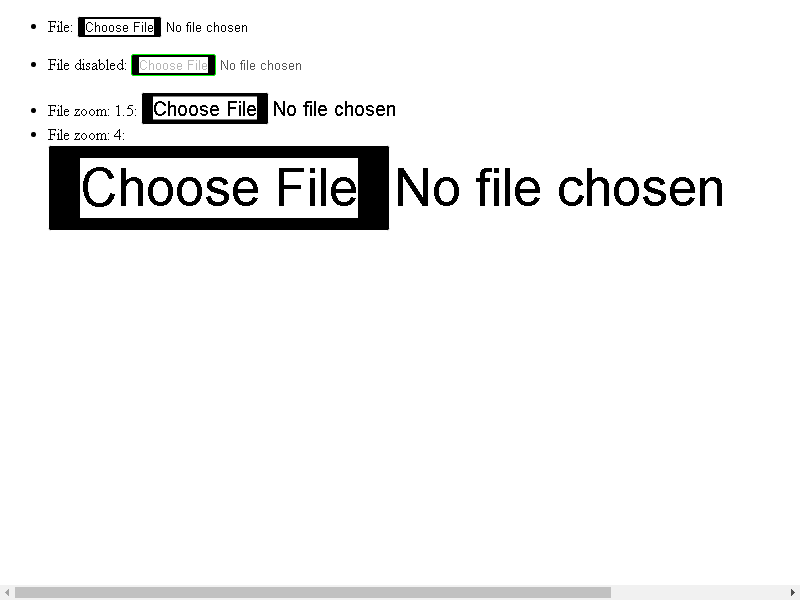 File: Choose File No file chosen
File disabled: Choose File No file chosen
File zoom: 1.5: Choose File No file chosen
File zoom: 4:
Choose File No file chosen